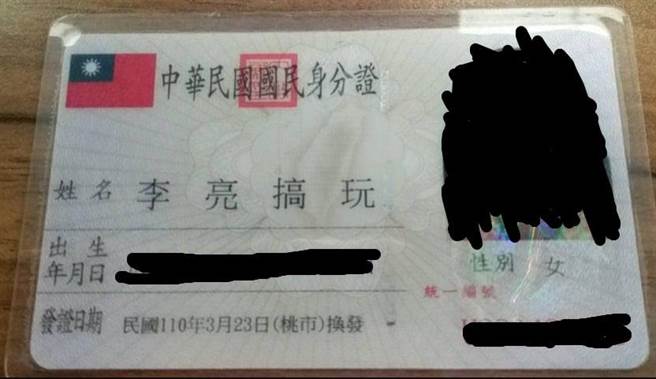 中華民國國民身分證
姓名 李亮搞玩
出生
年月日
性別 女
統一編號
發證日期 民國110年3月23日(桃市)換發